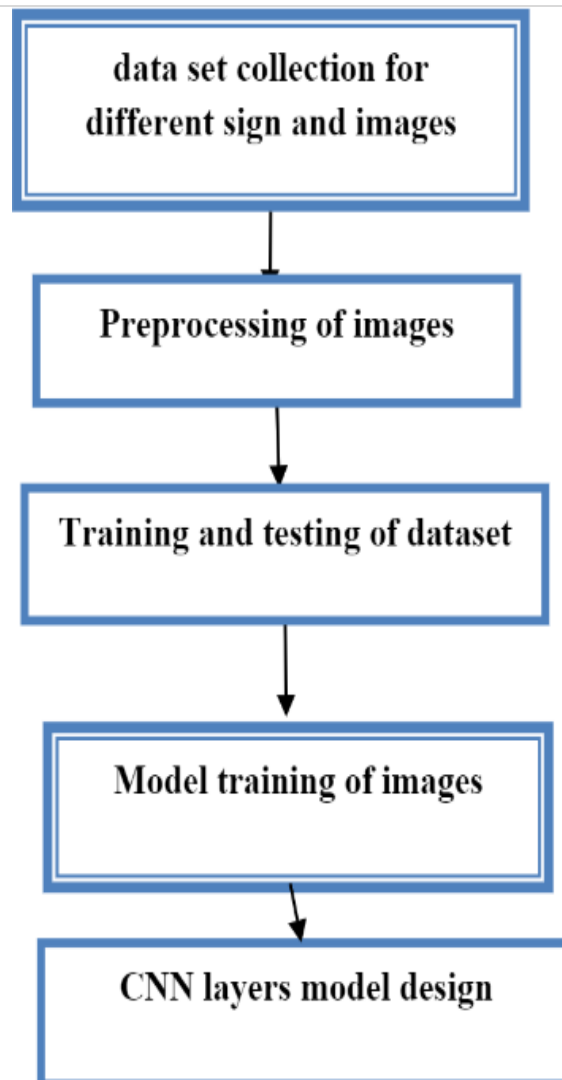 data set collection for
different sign and images
Preprocessing of images
Training and testing of dataset
Model training of images
CNN layers model design